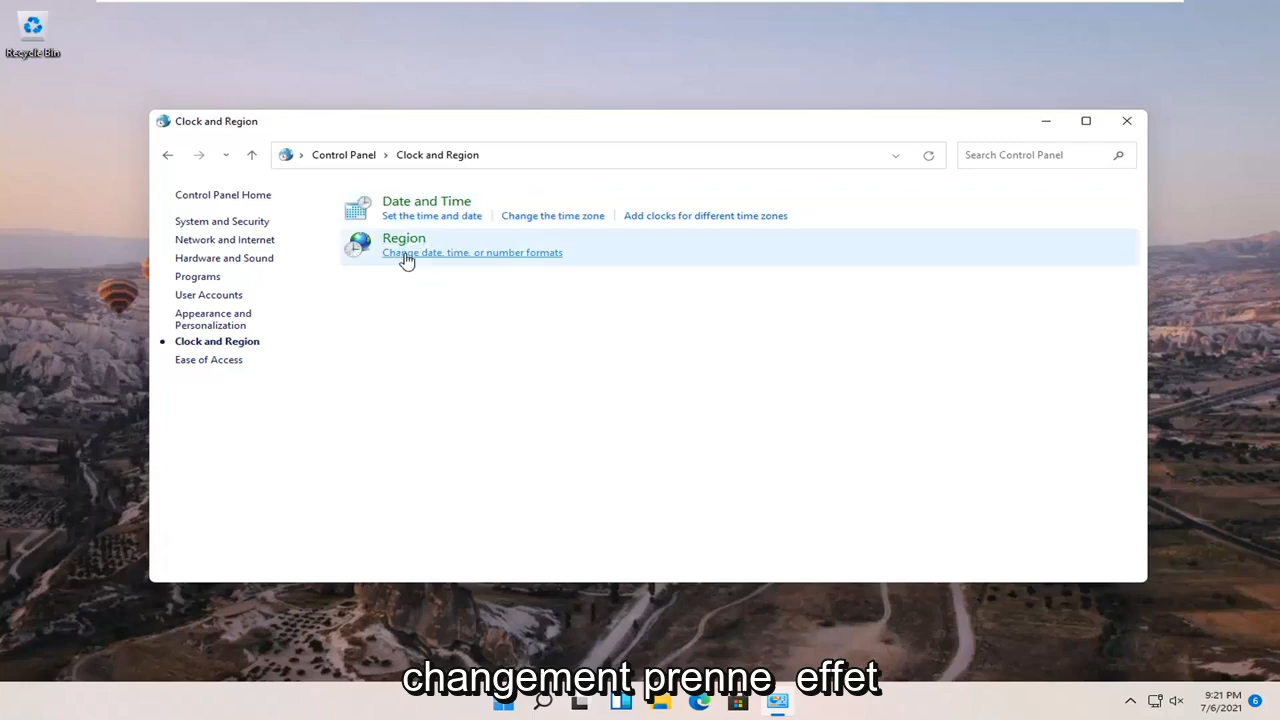 Recycle Bin
Clock and Region
Control Panel
Clock and Region
Search Control Panel
Control Panel Home
System and Security
Network and Internet
Hardware and Sound
Programs
User Accounts
Appearance and
Personalization
Clock and Region
Ease of Access
Date and Time
Set the time and date
Change the time zone
Add clocks for different time zones
Region
Change date, time, or number formats
changement prenne effet
9:21 PM
7/6/2021
6